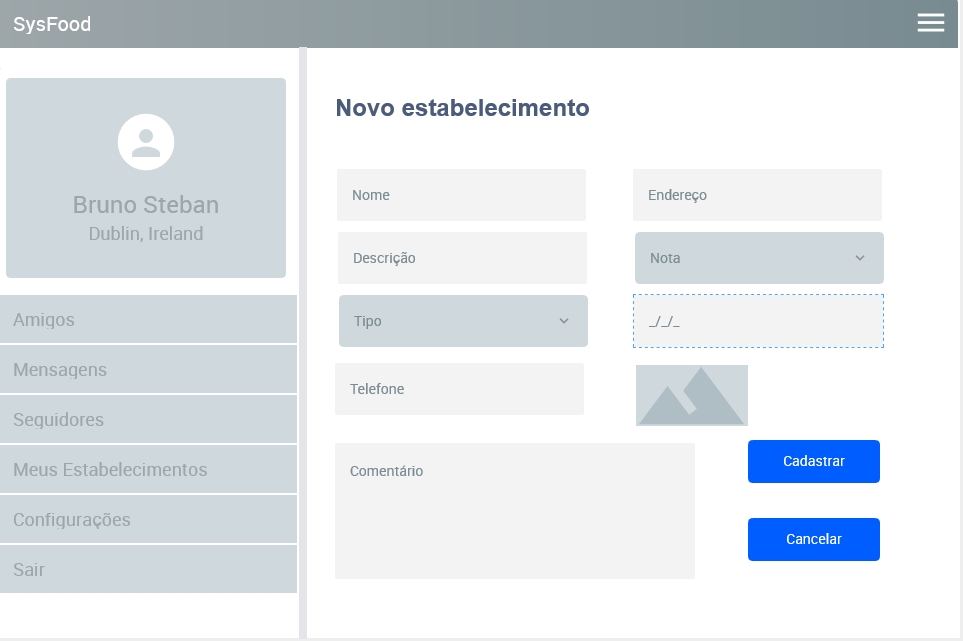 SysFood
Bruno Steban
Dublin, Ireland
Amigos
Mensagens
Seguidores
Meus Estabelecimentos
Configurações
Sair
Novo estabelecimento
Nome
Endereço
Descrição
Nota
Tipo
_/_/_
Telefone
Comentário
Cadastrar
Cancelar